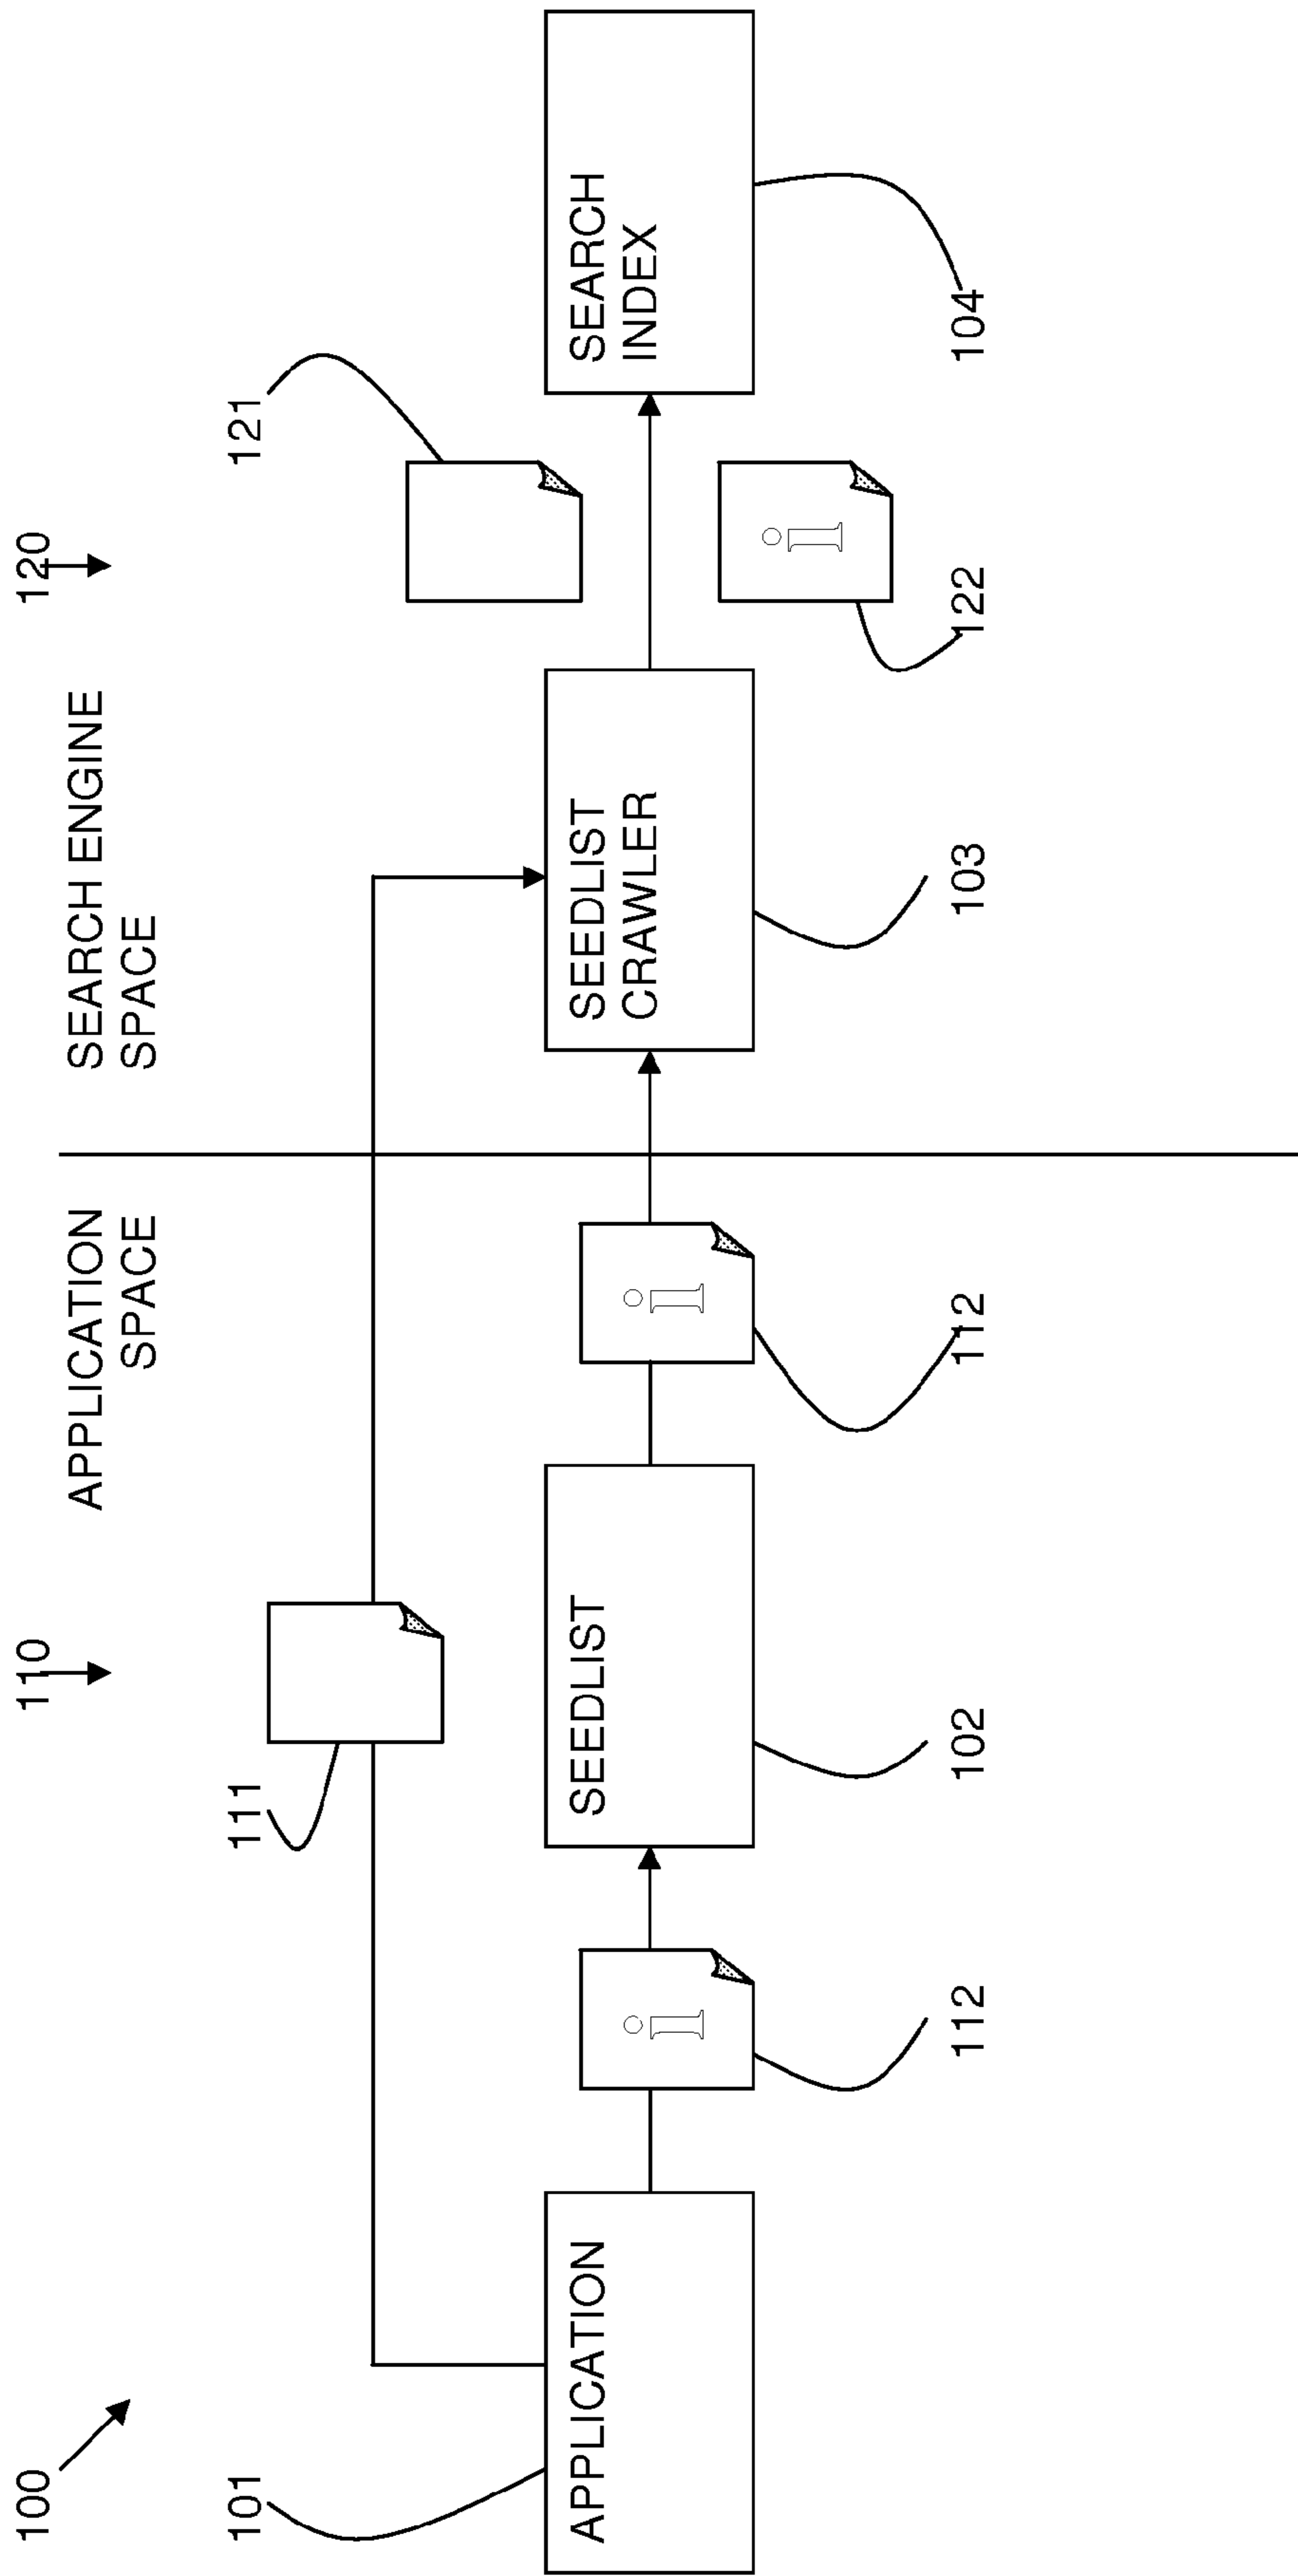 100
110
120
APPLICATION
SPACE
SEARCH ENGINE
SPACE
101
111
121
APPLICATION
i
SEEDLIST
i
SEEDLIST
CRAWLER
i
SEARCH
INDEX
112
102
112
103
122
104